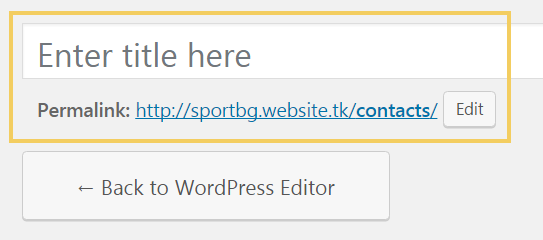 Enter title here
Permalink: http://sportbg.website.tk/contacts/ Edit
← Back to WordPress Editor